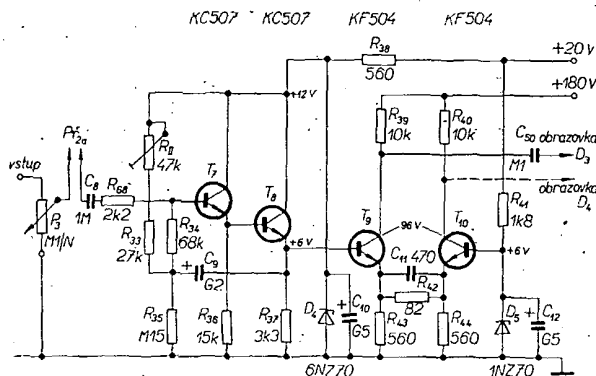 KC507 KC507 KF504 KF504
R38
560
+20V
+180V
+12V
R39
10k
R40
10k
C50 obrazovka
M1
D3
obrazovka
D4
Př2a
vstup
P3
M1/N
C8
1M
R68
2k2
RII
47k
T7
T8
R33
27k
R34
68k
C9
G2
+
+6V
T9
96V
T10
R41
1k8
+6V
C11 470
R42
82
R35
M15
R36
15k
R37
3k3
D4
6NZ70
+
C10
G5
R43
560
R44
560
D5
1NZ70
+
C12
G5